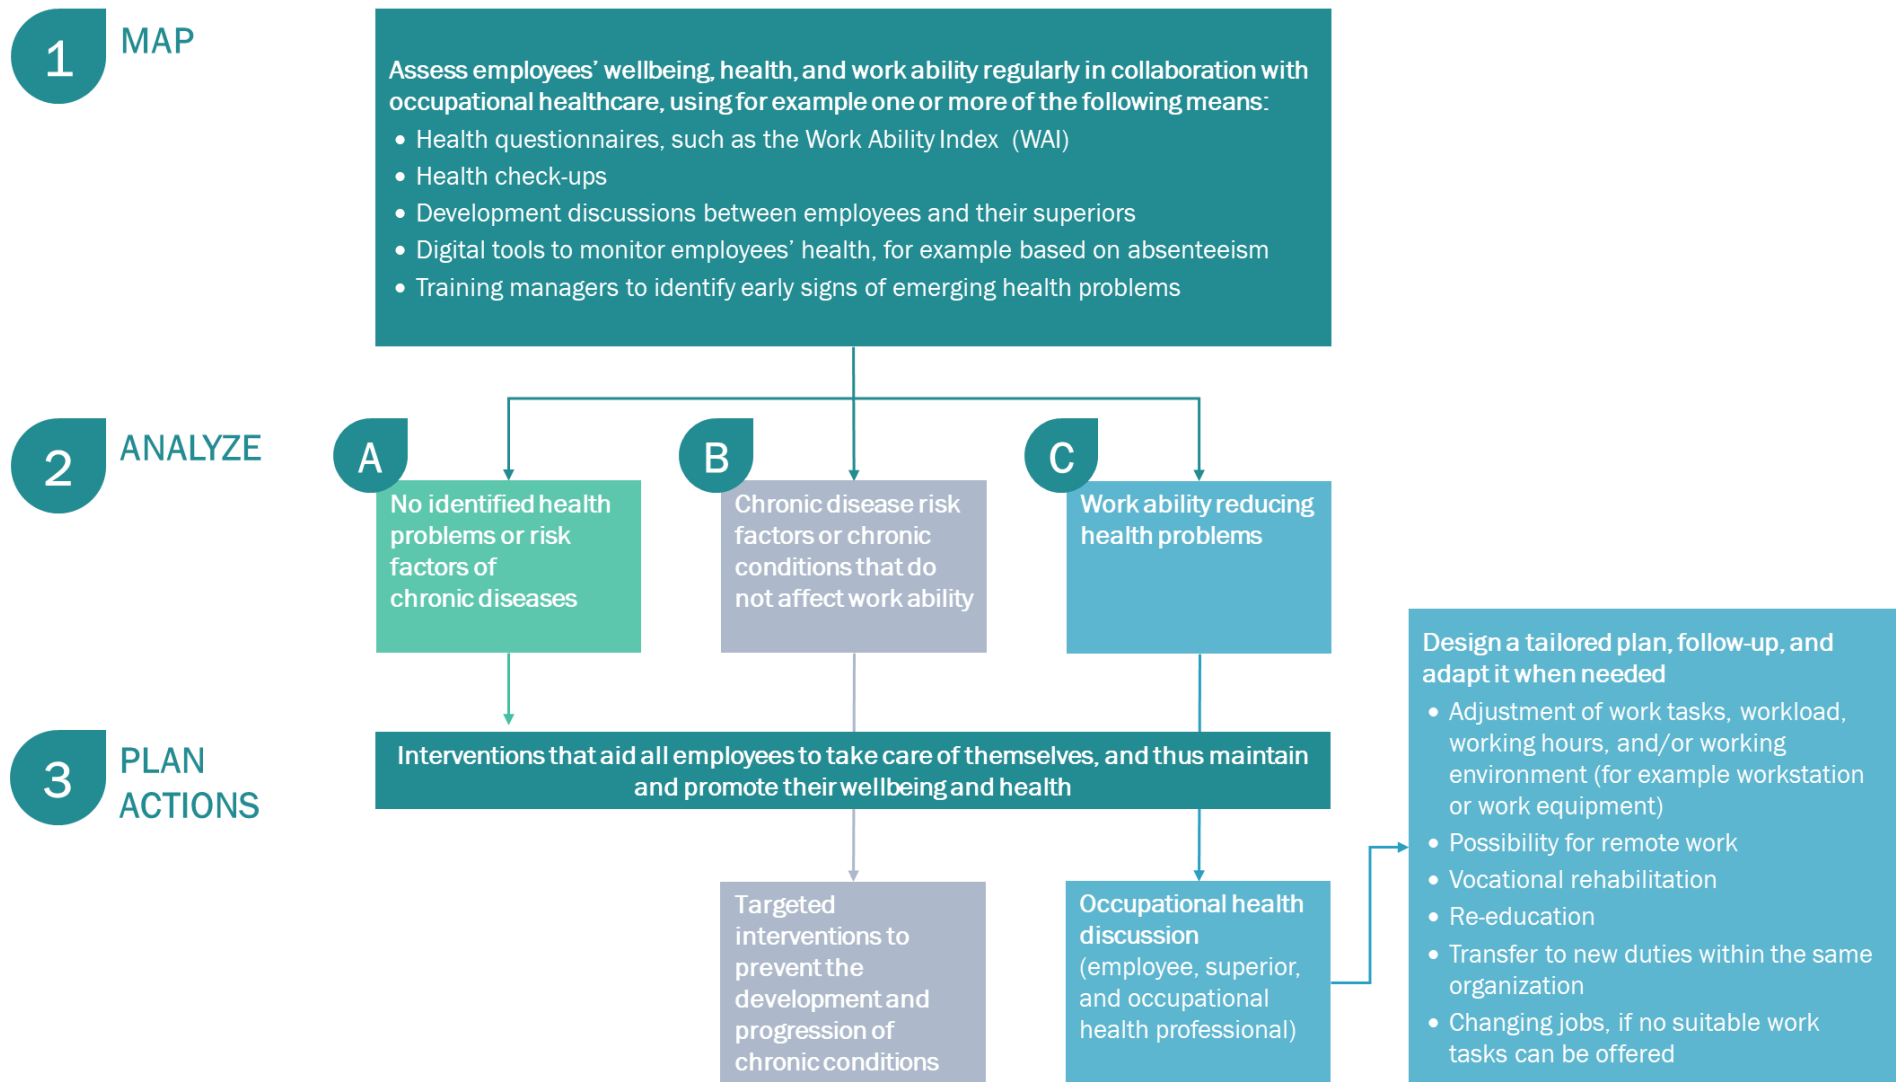 1
MAP
Assess employees’ wellbeing, health, and work ability regularly in collaboration with
occupational healthcare, using for example one or more of the following means:
• Health questionnaires, such as the Work Ability Index (WAI)
• Health check-ups
• Development discussions between employees and their superiors
• Digital tools to monitor employees’ health, for example based on absenteeism
• Training managers to identify early signs of emerging health problems
2
ANALYZE
A
No identified health
problems or risk
factors of
chronic diseases
B
Chronic disease risk
factors or chronic
conditions that do
not affect work ability
C
Work ability reducing
health problems
3
PLAN
ACTIONS
Interventions that aid all employees to take care of themselves, and thus maintain
and promote their wellbeing and health
Targeted
interventions to
prevent the
development and
progression of
chronic conditions
Occupational health
discussion
(employee, superior,
and occupational
health professional)
Design a tailored plan, follow-up, and
adapt it when needed
• Adjustment of work tasks, workload,
working hours, and/or working
environment (for example workstation
or work equipment)
• Possibility for remote work
• Vocational rehabilitation
• Re-education
• Transfer to new duties within the same
organization
• Changing jobs, if no suitable work
tasks can be offered